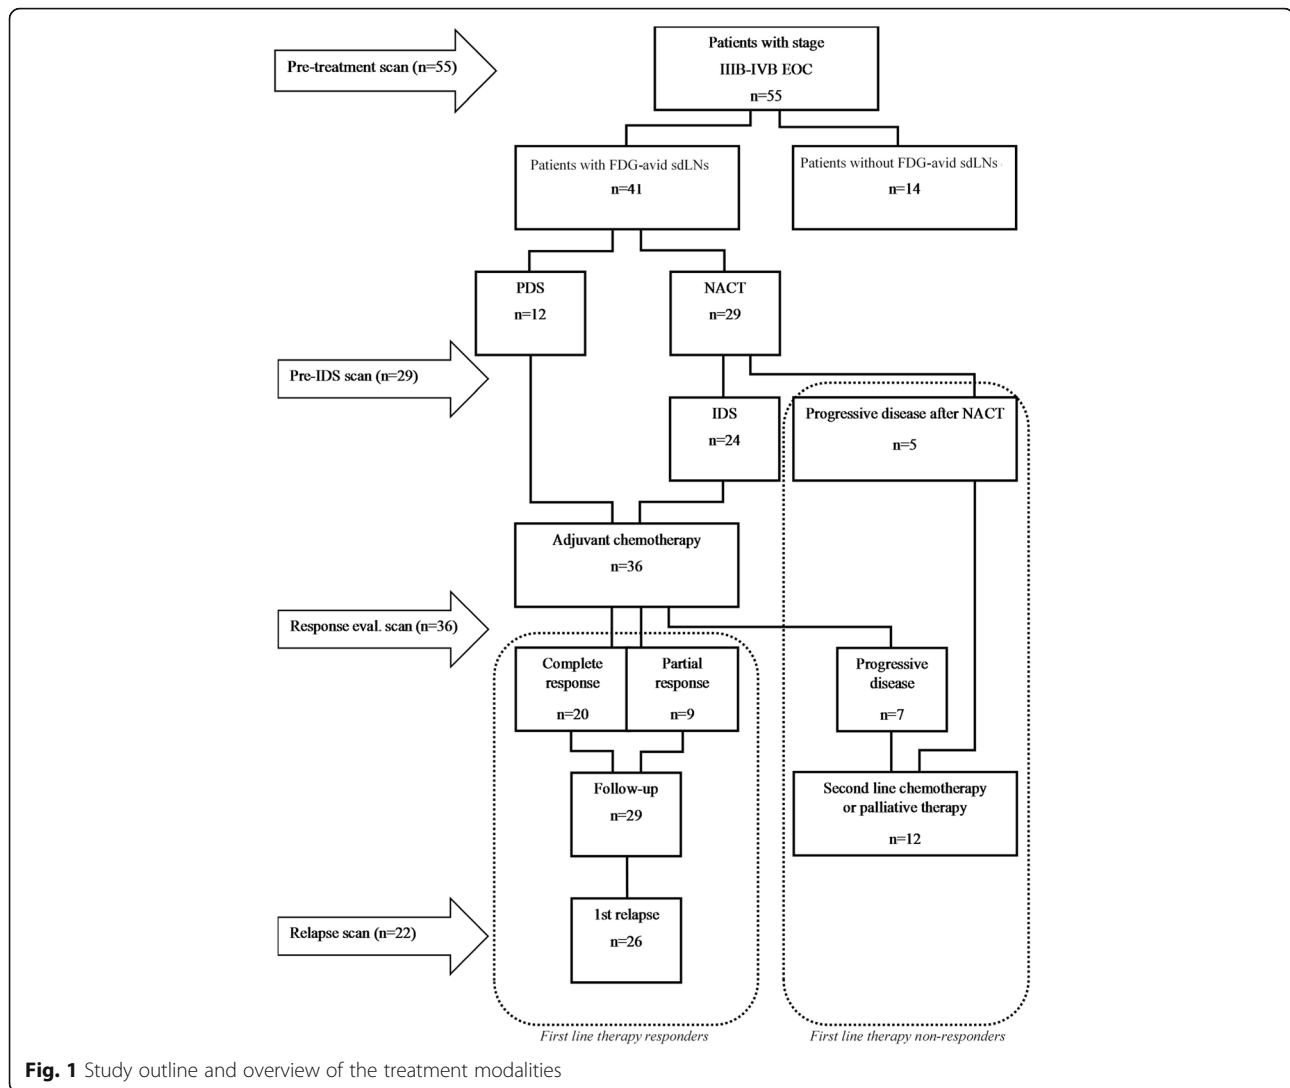 Pre-treatment scan (n=55)
Patients with stage
IIIB-IVB EOC
n=55
Patients with FDG-avid sdLNs
n=41
Patients without FDG-avid sdLNs
n=14
PDS
n=12
NACT
n=29
Pre-IDS scan (n=29)
IDS
n=24
Progressive disease after NACT
n=5
Adjuvant chemotherapy
n=36
Response eval. scan (n=36)
Complete
response
n=20
Partial
response
n=9
Progressive
disease
n=7
Follow-up
n=29
Second line chemotherapy
or palliative therapy
n=12
Relapse scan (n=22)
1st relapse
n=26
First line therapy responders
First line therapy non-responders
Fig. 1 Study outline and overview of the treatment modalities